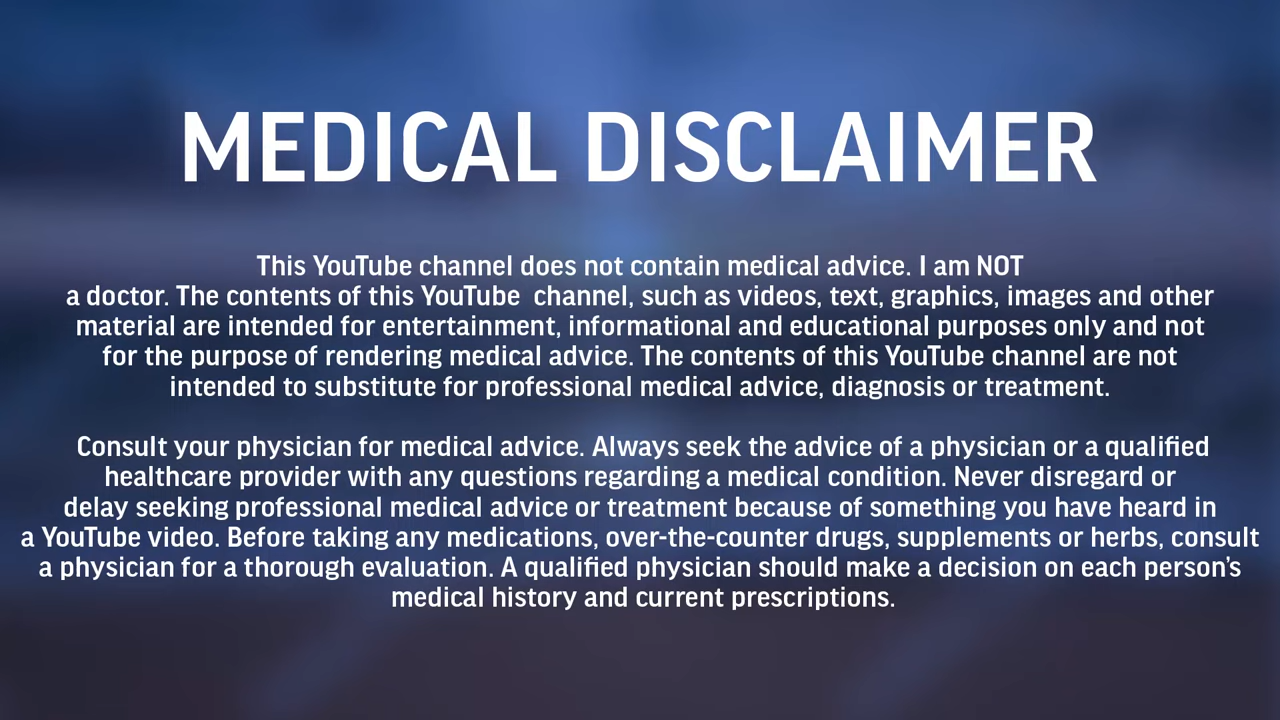 MEDICAL DISCLAIMER
This YouTube channel does not contain medical advice. I am NOT
a doctor. The contents of this YouTube  channel, such as videos, text, graphics, images and other
material are intended for entertainment, informational and educational purposes only and not
for the purpose of rendering medical advice. The contents of this YouTube channel are not
intended to substitute for professional medical advice, diagnosis or treatment.
Consult your physician for medical advice. Always seek the advice of a physician or a qualified
healthcare provider with any questions regarding a medical condition. Never disregard or
delay seeking professional medical advice or treatment because of something you have heard in
a YouTube video. Before taking any medications, over-the-counter drugs, supplements or herbs, consult
a physician for a thorough evaluation. A qualified physician should make a decision on each person’s
medical history and current prescriptions.